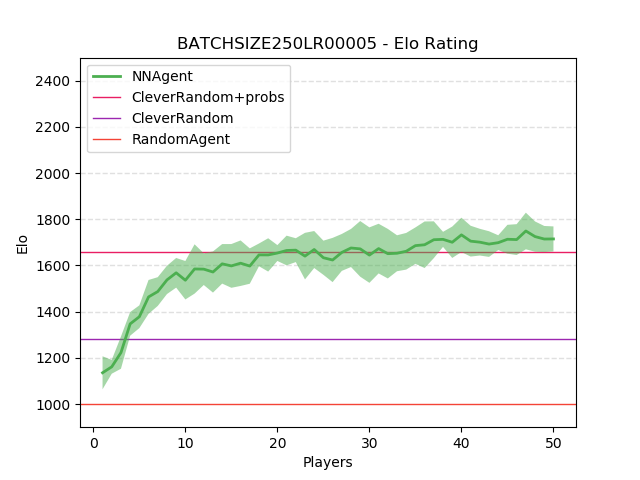 BATCHSIZE250LR00005 - Elo Rating
NNAgent
CleverRandom+probs
CleverRandom
RandomAgent
Elo
2400
2200
2000
1800
1600
1400
1200
1000
0 10 20 30 40 50
Players